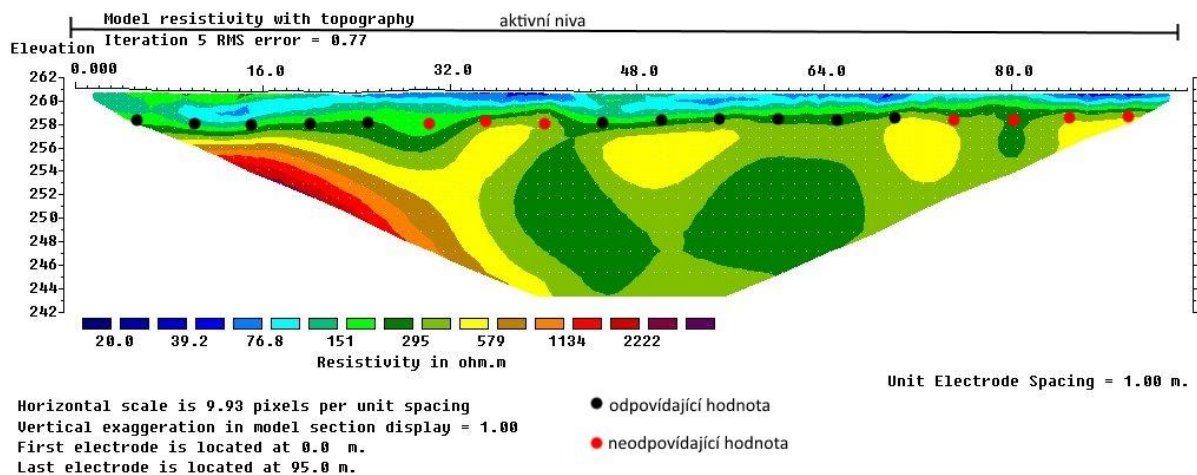 Model resistivity with topography
aktivní niva
Iteration 5 RMS error = 0.77
Elevation
0.000 16.0 32.0 48.0 64.0 80.0
262
260
258
256
254
252
250
248
246
244
242
20.0 39.2 76.8 151 295 579 1134 2222
Resistivity in ohm.m
Unit Electrode Spacing = 1.00 m.
Horizontal scale is 9.93 pixels per unit spacing
Vertical exaggeration in model section display = 1.00
First electrode is located at 0.0 m.
Last electrode is located at 95.0 m.
odpovídající hodnota
neodpovídající hodnota